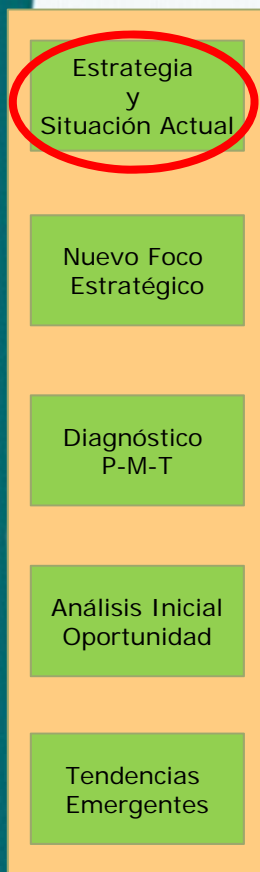 Estrategia
y
Situación Actual
Nuevo Foco
Estratégico
Diagnóstico
P-M-T
Análisis Inicial
Oportunidad
Tendencias
Emergentes